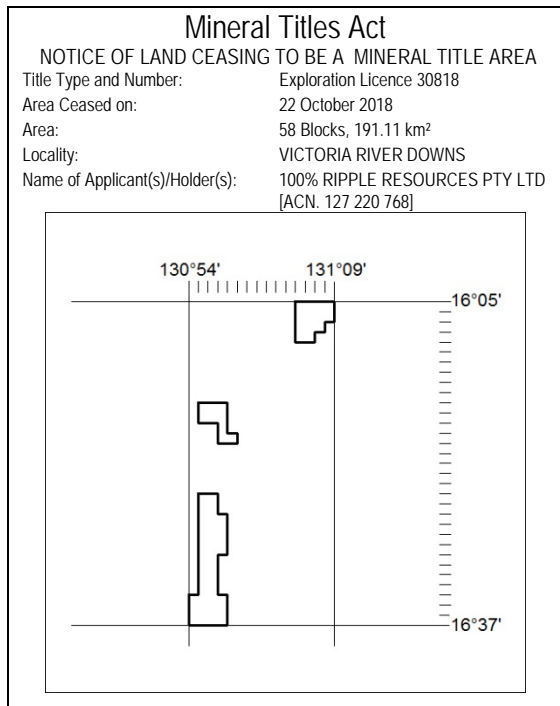 Mineral Titles Act
NOTICE OF LAND CEASING TO BE A MINERAL TITLE AREA
Title Type and Number: Exploration Licence 30818
Area Ceased on: 22 October 2018
Area: 58 Blocks, 191.11 km²
Locality: VICTORIA RIVER DOWNS
Name of Applicant(s)/Holder(s): 100% RIPPLE RESOURCES PTY LTD
[ACN. 127 220 768]
130°54' 131°09'
16°05'
16°37'